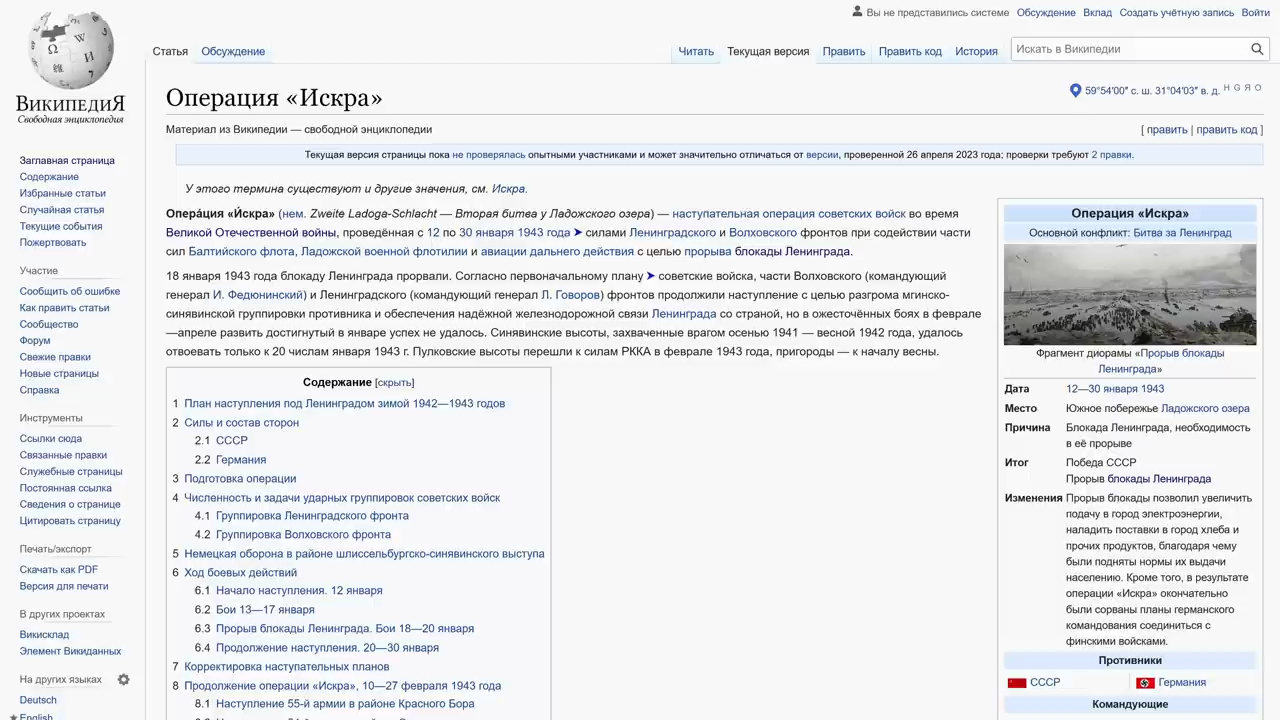 Вы не представились системе Обсуждение Вклад Создать учётную запись Войти
Статья Обсуждение Читать Текущая версия Править Править код История Искать в Википедии
ВикипедиЯ
Свободная энциклопедия
Заглавная страница
Содержание
Избранные статьи
Случайная статья
Текущие события
Пожертвовать
Участие
Сообщить об ошибке
Как править статьи
Сообщество
Форум
Свежие правки
Новые страницы
Справка
Инструменты
Ссылки сюда
Связанные правки
Служебные страницы
Постоянная ссылка
Сведения о странице
Цитировать страницу
Печать/экспорт
Скачать как PDF
Версия для печати
В других проектах
Викисклад
Элемент Викиданных
На других языках
Deutsch
English
Операция «Искра»
59°54′00″ с. ш. 31°04′03″ в. д. H G Я O
Материал из Википедии — свободной энциклопедии
[ править | править код ]
Текущая версия страницы пока не проверялась опытными участниками и может значительно отличаться от версии, проверенной 26 апреля 2023 года; проверки требуют 2 правки.
У этого термина существуют и другие значения, см. Искра.
Опера́ция «И́скра» (нем. Zweite Ladoga-Schlacht — Вторая битва у Ладожского озера) — наступательная операция советских войск во время
Великой Отечественной войны, проведённая с 12 по 30 января 1943 года ➤ силами Ленинградского и Волховского фронтов при содействии части
сил Балтийского флота, Ладожской военной флотилии и авиации дальнего действия с целью прорыва блокады Ленинграда.
18 января 1943 года блокаду Ленинграда прорвали. Согласно первоначальному плану ➤ советские войска, части Волховского (командующий
генерал И. Федюнинский) и Ленинградского (командующий генерал Л. Говоров) фронтов продолжили наступление с целью разгрома мгинско-
синявинской группировки противника и обеспечения надёжной железнодорожной связи Ленинграда со страной, но в ожесточённых боях в феврале
—апреле развить достигнутый в январе успех не удалось. Синявинские высоты, захваченные врагом осенью 1941 — весной 1942 года, удалось
отвоевать только к 20 числам января 1943 г. Пулковские высоты перешли к силам РККА в феврале 1943 года, пригороды — к началу весны.
Содержание [скрыть]
1 План наступления под Ленинградом зимой 1942—1943 годов
2 Силы и состав сторон
2.1 СССР
2.2 Германия
3 Подготовка операции
4 Численность и задачи ударных группировок советских войск
4.1 Группировка Ленинградского фронта
4.2 Группировка Волховского фронта
5 Немецкая оборона в районе шлиссельбургско-синявинского выступа
6 Ход боевых действий
6.1 Начало наступления. 12 января
6.2 Бои 13—17 января
6.3 Прорыв блокады Ленинграда. Бои 18—20 января
6.4 Продолжение наступления. 20—30 января
7 Корректировка наступательных планов
8 Продолжение операции «Искра», 10—27 февраля 1943 года
8.1 Наступление 55-й армии в районе Красного Бора
Операция «Искра»
Основной конфликт: Битва за Ленинград
Фрагмент диорамы «Прорыв блокады
Ленинграда»
Дата 12—30 января 1943
Место Южное побережье Ладожского озера
Причина Блокада Ленинграда, необходимость
в её прорыве
Итог Победа СССР
Прорыв блокады Ленинграда
Изменения Прорыв блокады позволил увеличить
подачу в город электроэнергии,
наладить поставки в город хлеба и
прочих продуктов, благодаря чему
были подняты нормы их выдачи
населению. Кроме того, в результате
операции «Искра» окончательно
были сорваны планы германского
командования соединиться с
финскими войсками.
Противники
СССР Германия
Командующие